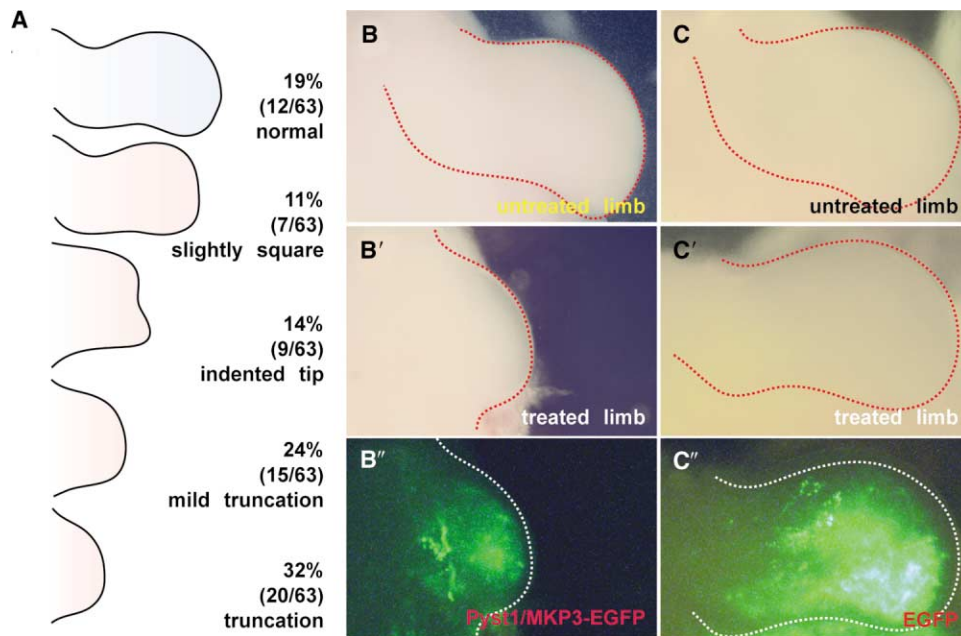 A
19%
(12/63)
normal
11%
(7/63)
slightly square
14%
(9/63)
indented tip
24%
(15/63)
mild truncation
32%
(20/63)
truncation
B
untreated limb
C
untreated limb
B′
treated limb
C′
treated limb
B″
Pyst1/MKP3-EGFP
C″
EGFP